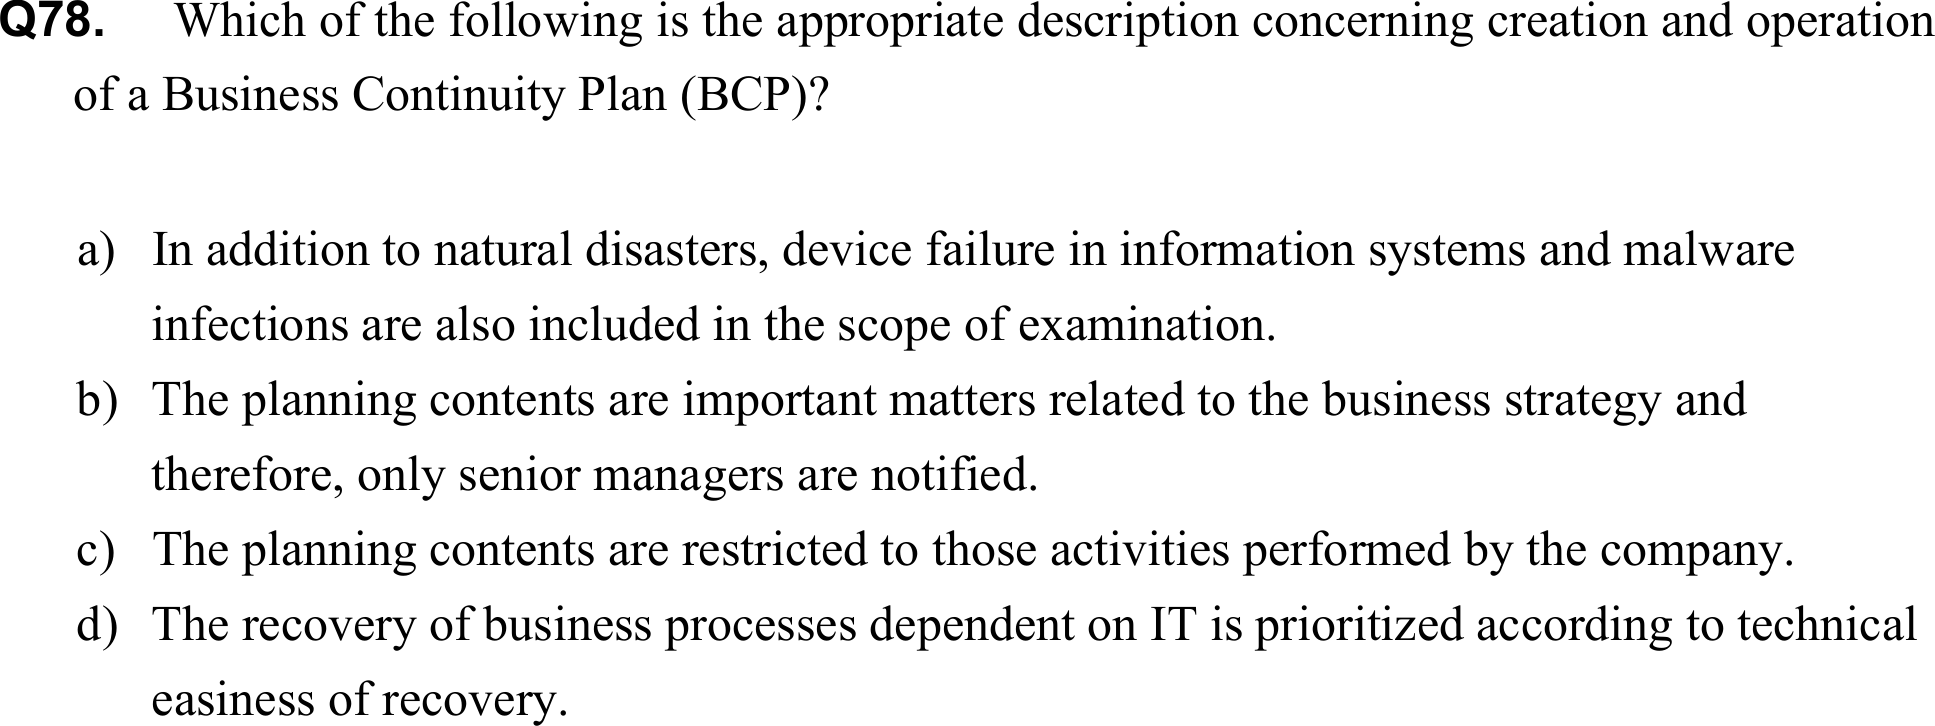 Q78. Which of the following is the appropriate description concerning creation and operation
of a Business Continuity Plan (BCP)?
a) In addition to natural disasters, device failure in information systems and malware
infections are also included in the scope of examination.
b) The planning contents are important matters related to the business strategy and
therefore, only senior managers are notified.
c) The planning contents are restricted to those activities performed by the company.
d) The recovery of business processes dependent on IT is prioritized according to technical
easiness of recovery.